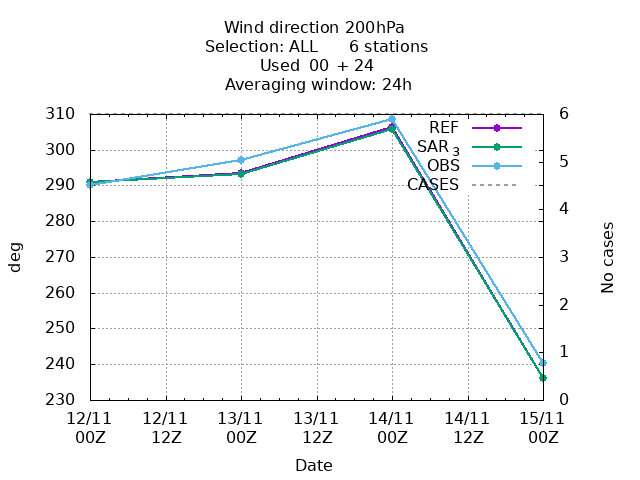 Wind direction 200hPa
Selection: ALL 6 stations
Used 00 + 24
Averaging window: 24h
310 6
REF
SAR 3
300
OBS 5
290 CASES
280 4
270 3
deg No cases
260
250 2
240 1
230 0
12/11 12/11 13/11 13/11 14/11 14/11 15/11
00Z 12Z 00Z 12Z 00Z 12Z 00Z
Date